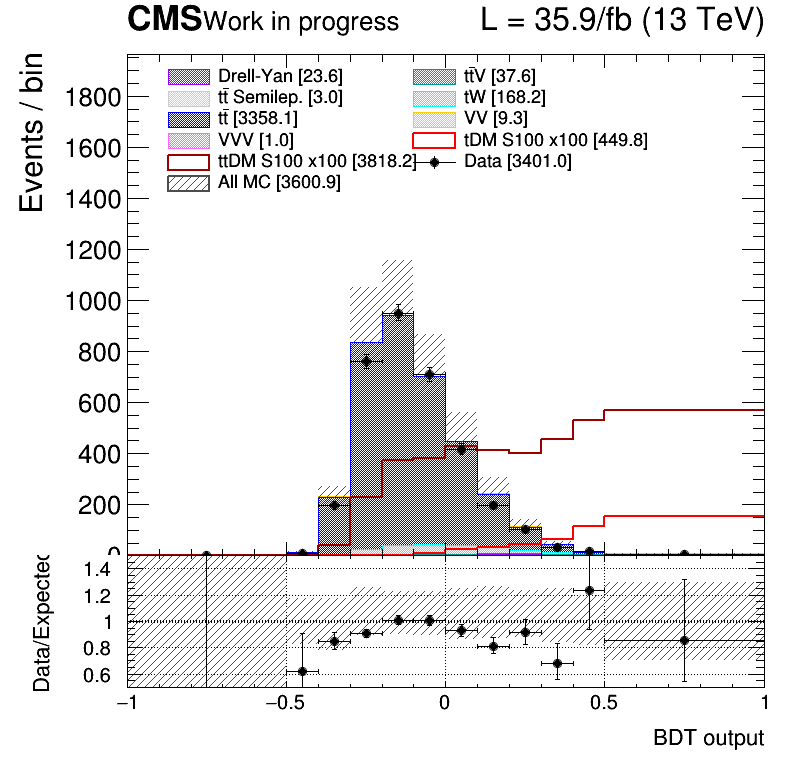 CMS Work in progress L = 35.9/fb (13 TeV)
Events / bin
Drell-Yan [23.6] tt̄V [37.6]
tt̄ Semilep. [3.0] tW [168.2]
tt̄ [3358.1] VV [9.3]
VVV [1.0] tDM S100 x100 [449.8]
ttDM S100 x100 [3818.2] Data [3401.0]
All MC [3600.9]
1800
1600
1400
1200
1000
800
600
400
200
0
Data/Expected
1.4
1.2
1
0.8
0.6
−1 −0.5 0 0.5 1
BDT output